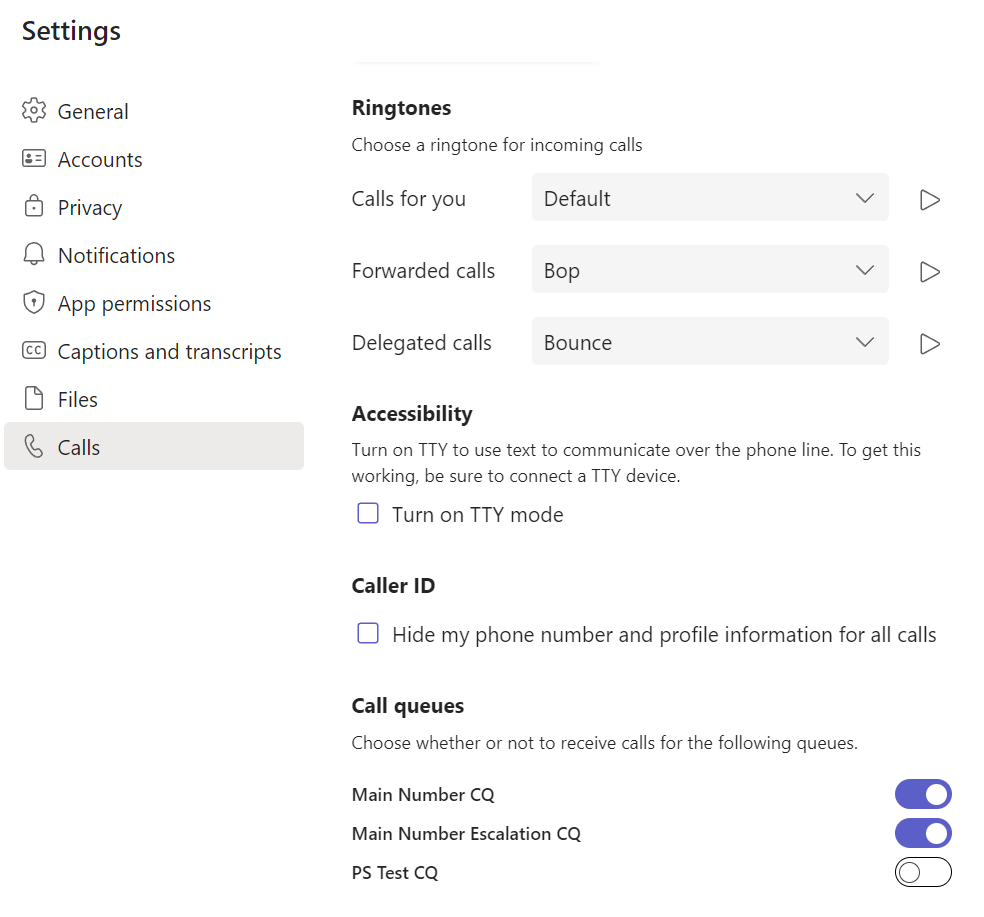 Settings
General
Accounts
Privacy
Notifications
App permissions
CC Captions and transcripts
Files
Calls
Ringtones
Choose a ringtone for incoming calls
Calls for you Default
Forwarded calls Bop
Delegated calls Bounce
Accessibility
Turn on TTY to use text to communicate over the phone line. To get this
working, be sure to connect a TTY device.
Turn on TTY mode
Caller ID
Hide my phone number and profile information for all calls
Call queues
Choose whether or not to receive calls for the following queues.
Main Number CQ
Main Number Escalation CQ
PS Test CQ